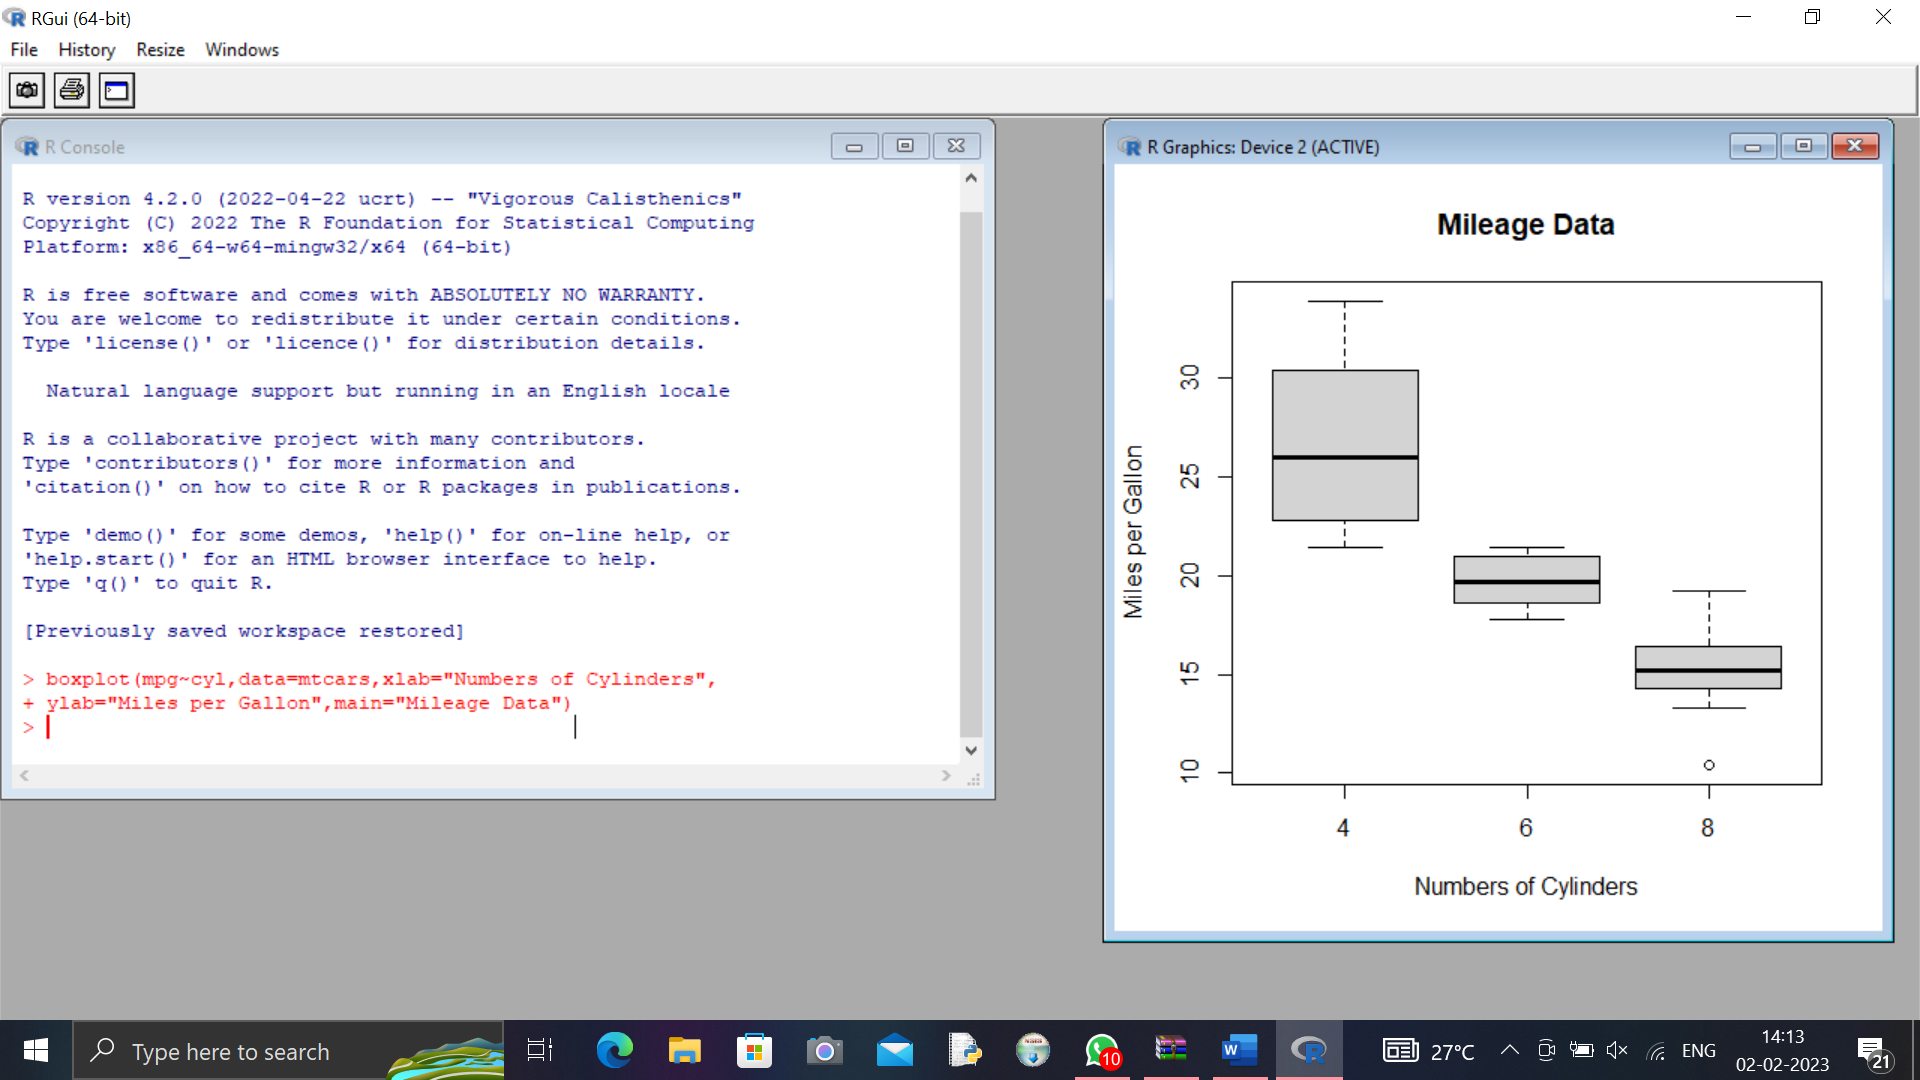 RGui (64-bit)
File History Resize Windows
R Console
R version 4.2.0 (2022-04-22 ucrt) -- "Vigorous Calisthenics"
Copyright (C) 2022 The R Foundation for Statistical Computing
Platform: x86_64-w64-mingw32/x64 (64-bit)
R is free software and comes with ABSOLUTELY NO WARRANTY.
You are welcome to redistribute it under certain conditions.
Type 'license()' or 'licence()' for distribution details.
Natural language support but running in an English locale
R is a collaborative project with many contributors.
Type 'contributors()' for more information and
'citation()' on how to cite R or R packages in publications.
Type 'demo()' for some demos, 'help()' for on-line help, or
'help.start()' for an HTML browser interface to help.
Type 'q()' to quit R.
[Previously saved workspace restored]
> boxplot(mpg~cyl,data=mtcars,xlab="Numbers of Cylinders",
+ ylab="Miles per Gallon",main="Mileage Data")
>
R Graphics: Device 2 (ACTIVE)
Mileage Data
Miles per Gallon
30
25
20
15
10
4 6 8
Numbers of Cylinders
Type here to search
10
W
27°C
ENG
14:13
02-02-2023
21